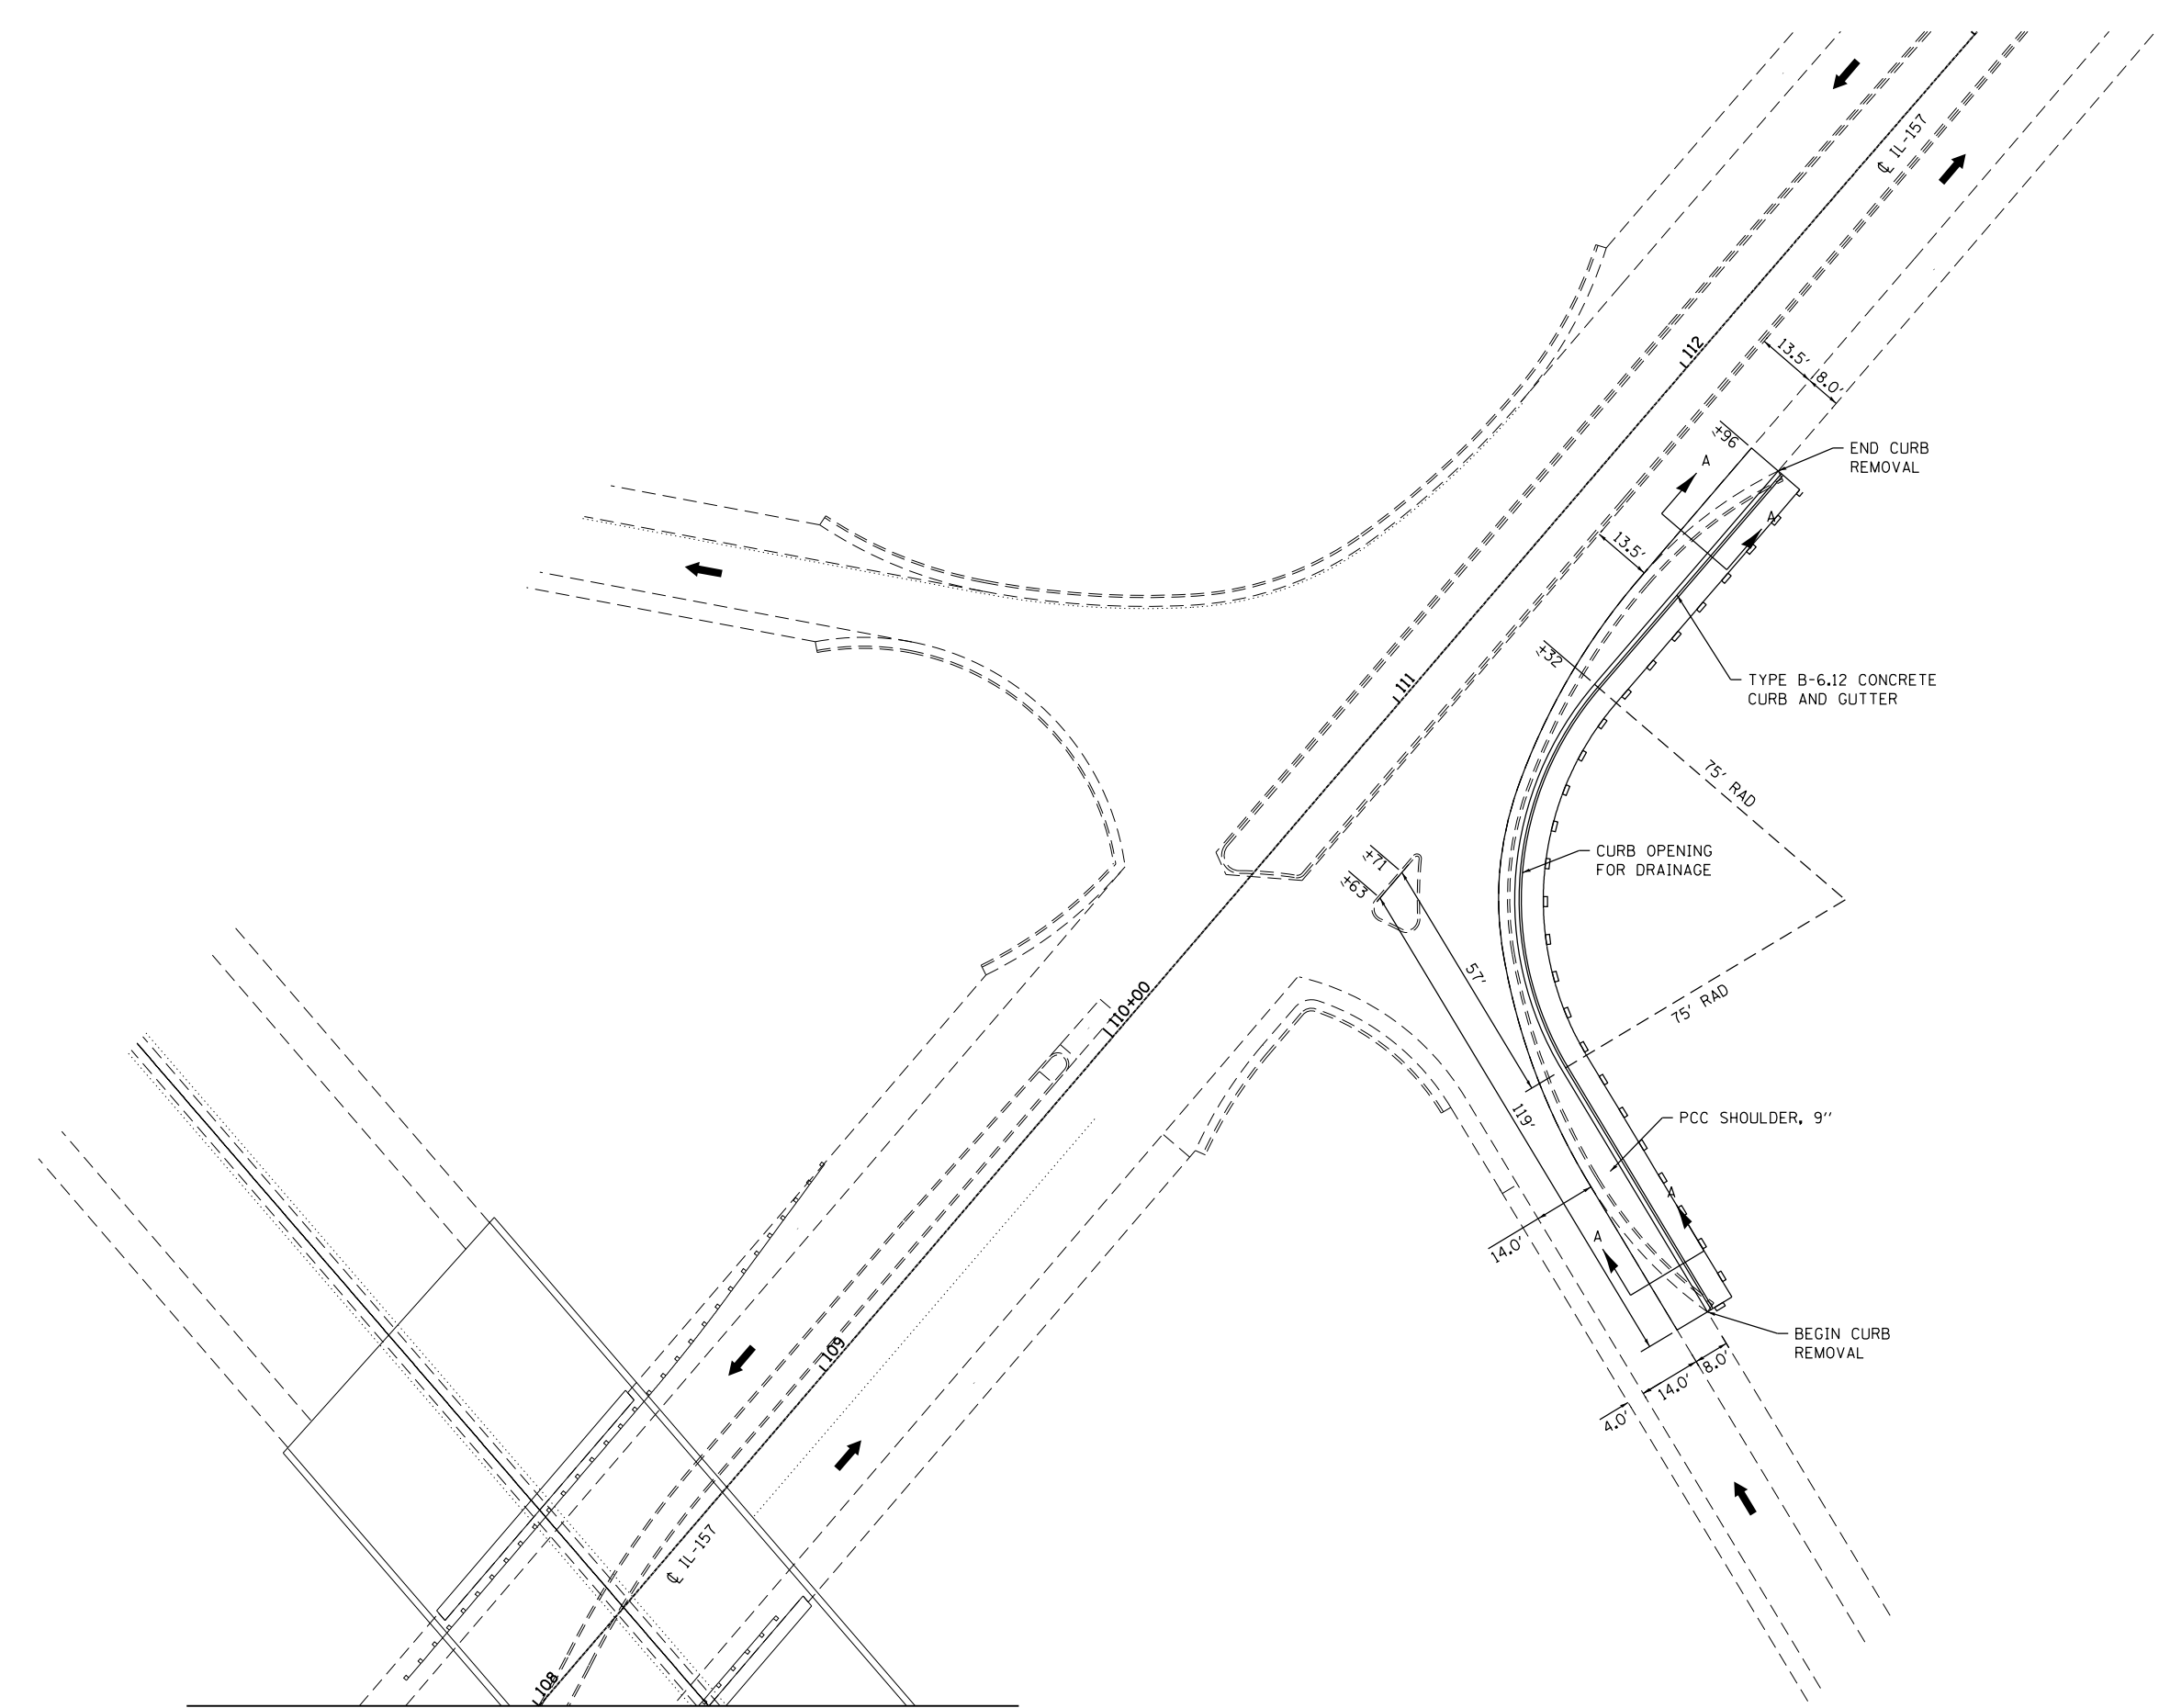 ℄ IL-157
112
13.5'
8.0'
+96
A
END CURB
REMOVAL
A
13.5'
+32
TYPE B-6.12 CONCRETE
CURB AND GUTTER
111
75' RAD
+71
+63
CURB OPENING
FOR DRAINAGE
57'
110+00
75' RAD
119'
PCC SHOULDER, 9"
A
A
14.0'
109
BEGIN CURB
REMOVAL
8.0'
14.0'
4.0'
℄ IL-157
108